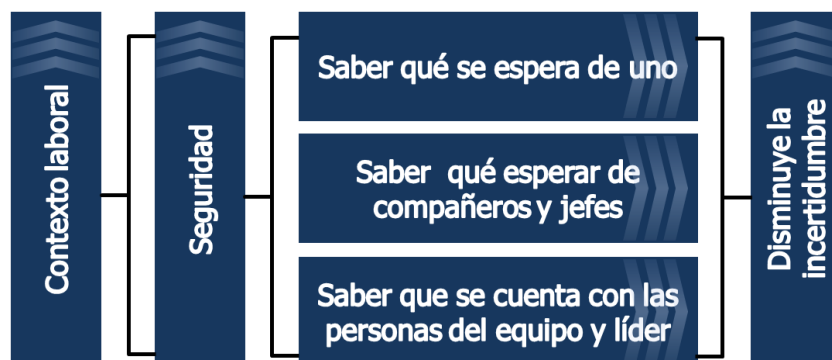 Contexto laboral
Seguridad
Saber qué se espera de uno
Saber qué esperar de
compañeros y jefes
Saber que se cuenta con las
personas del equipo y líder
Disminuye la
incertidumbre